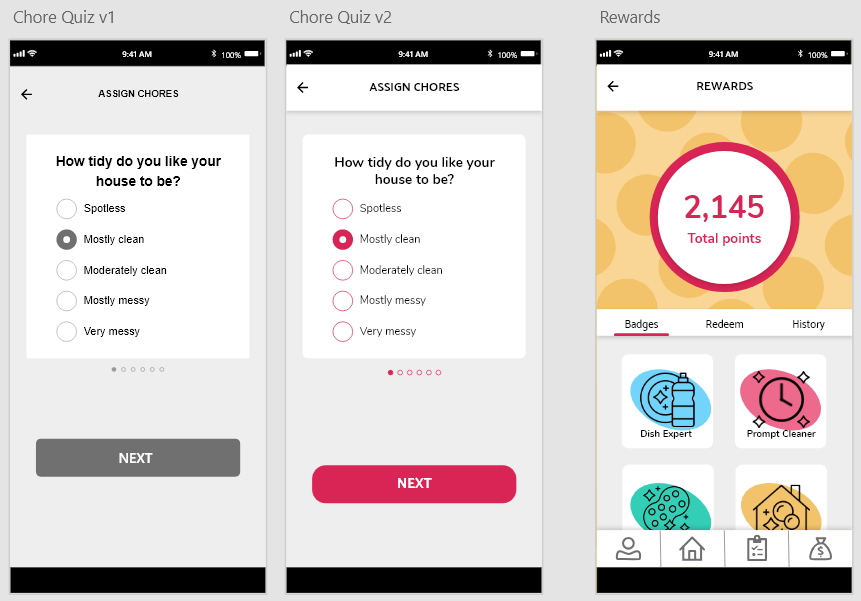 Chore Quiz v1
9:41 AM
100%
ASSIGN CHORES
How tidy do you like your
house to be?
Spotless
Mostly clean
Moderately clean
Mostly messy
Very messy
NEXT
Chore Quiz v2
9:41 AM
100%
ASSIGN CHORES
How tidy do you like your
house to be?
Spotless
Mostly clean
Moderately clean
Mostly messy
Very messy
NEXT
Rewards
9:41 AM
100%
REWARDS
2,145
Total points
Badges Redeem History
Dish Expert Prompt Cleaner
$